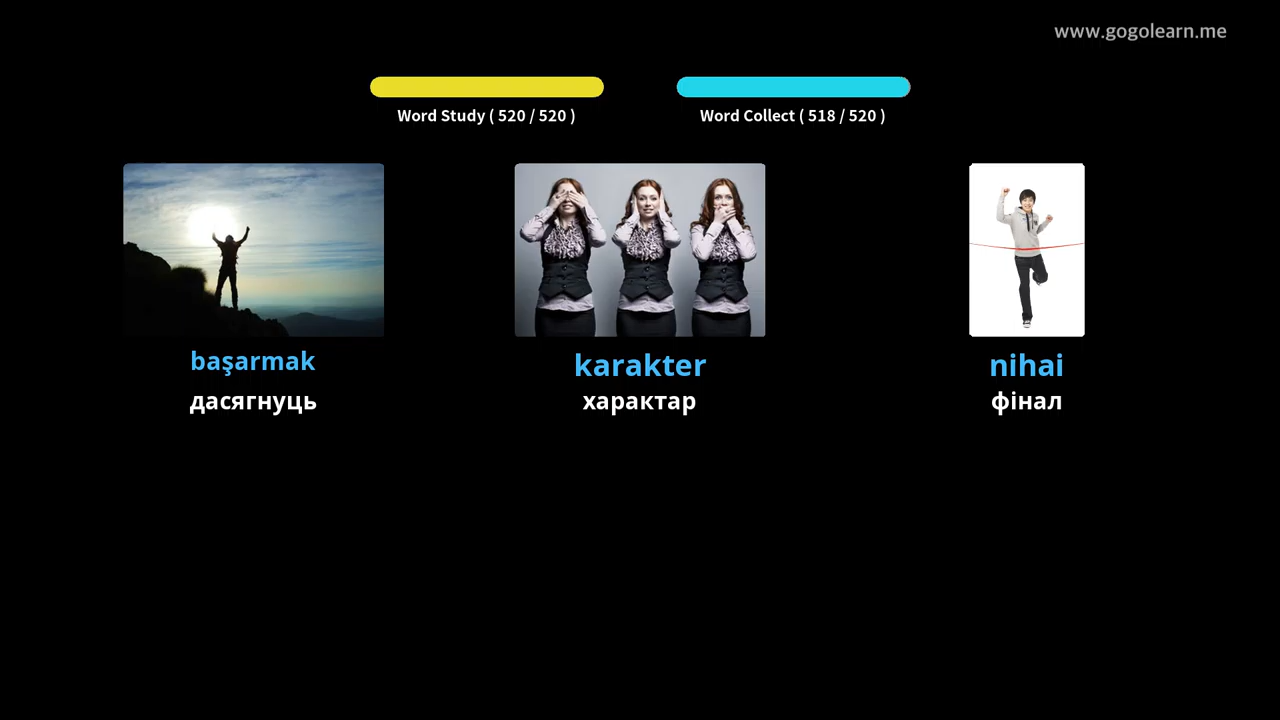 www.gogolearn.me
Word Study ( 520 / 520 )
Word Collect ( 518 / 520 )
başarmak
karakter
nihai
дасягнуць
характар
фінал